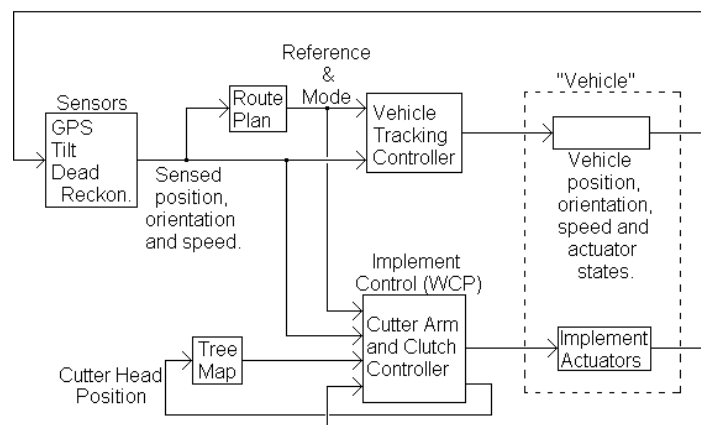 Reference
&
Mode
"Vehicle"
Sensors
GPS
Tilt
Dead
Reckon.
Route
Plan
Vehicle
Tracking
Controller
Sensed
position,
orientation
and speed.
Vehicle
position,
orientation,
speed and
actuator
states.
Implement
Control (WCP)
Cutter Arm
and Clutch
Controller
Tree
Map
Implement
Actuators
Cutter Head
Position